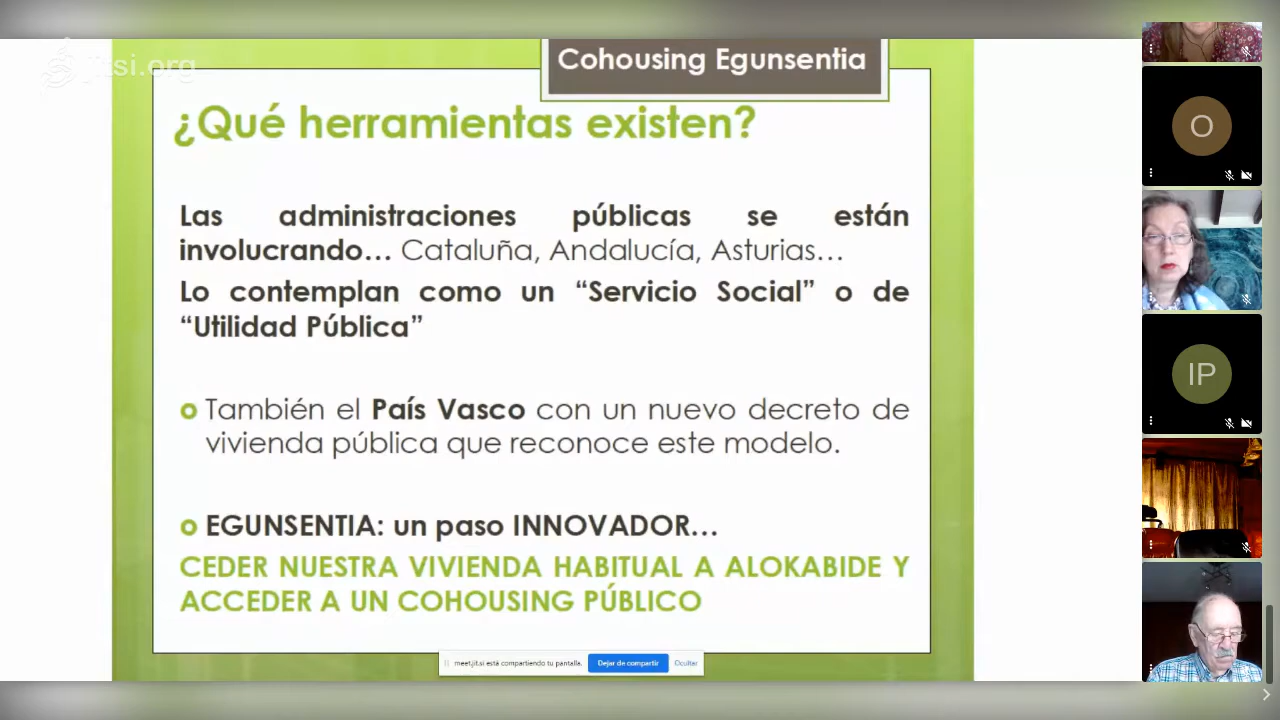 jitsi.org
Cohousing Egunsentia
¿Qué herramientas existen?
Las administraciones públicas se están
involucrando... Cataluña, Andalucía, Asturias...
Lo contemplan como un “Servicio Social” o de
“Utilidad Pública”
o También el País Vasco con un nuevo decreto de
vivienda pública que reconoce este modelo.
o EGUNSENTIA: un paso INNOVADOR...
CEDER NUESTRA VIVIENDA HABITUAL A ALOKABIDE Y
ACCEDER A UN COHOUSING PÚBLICO
meet.jit.si está compartiendo tu pantalla. Dejar de compartir Ocultar
O
IP